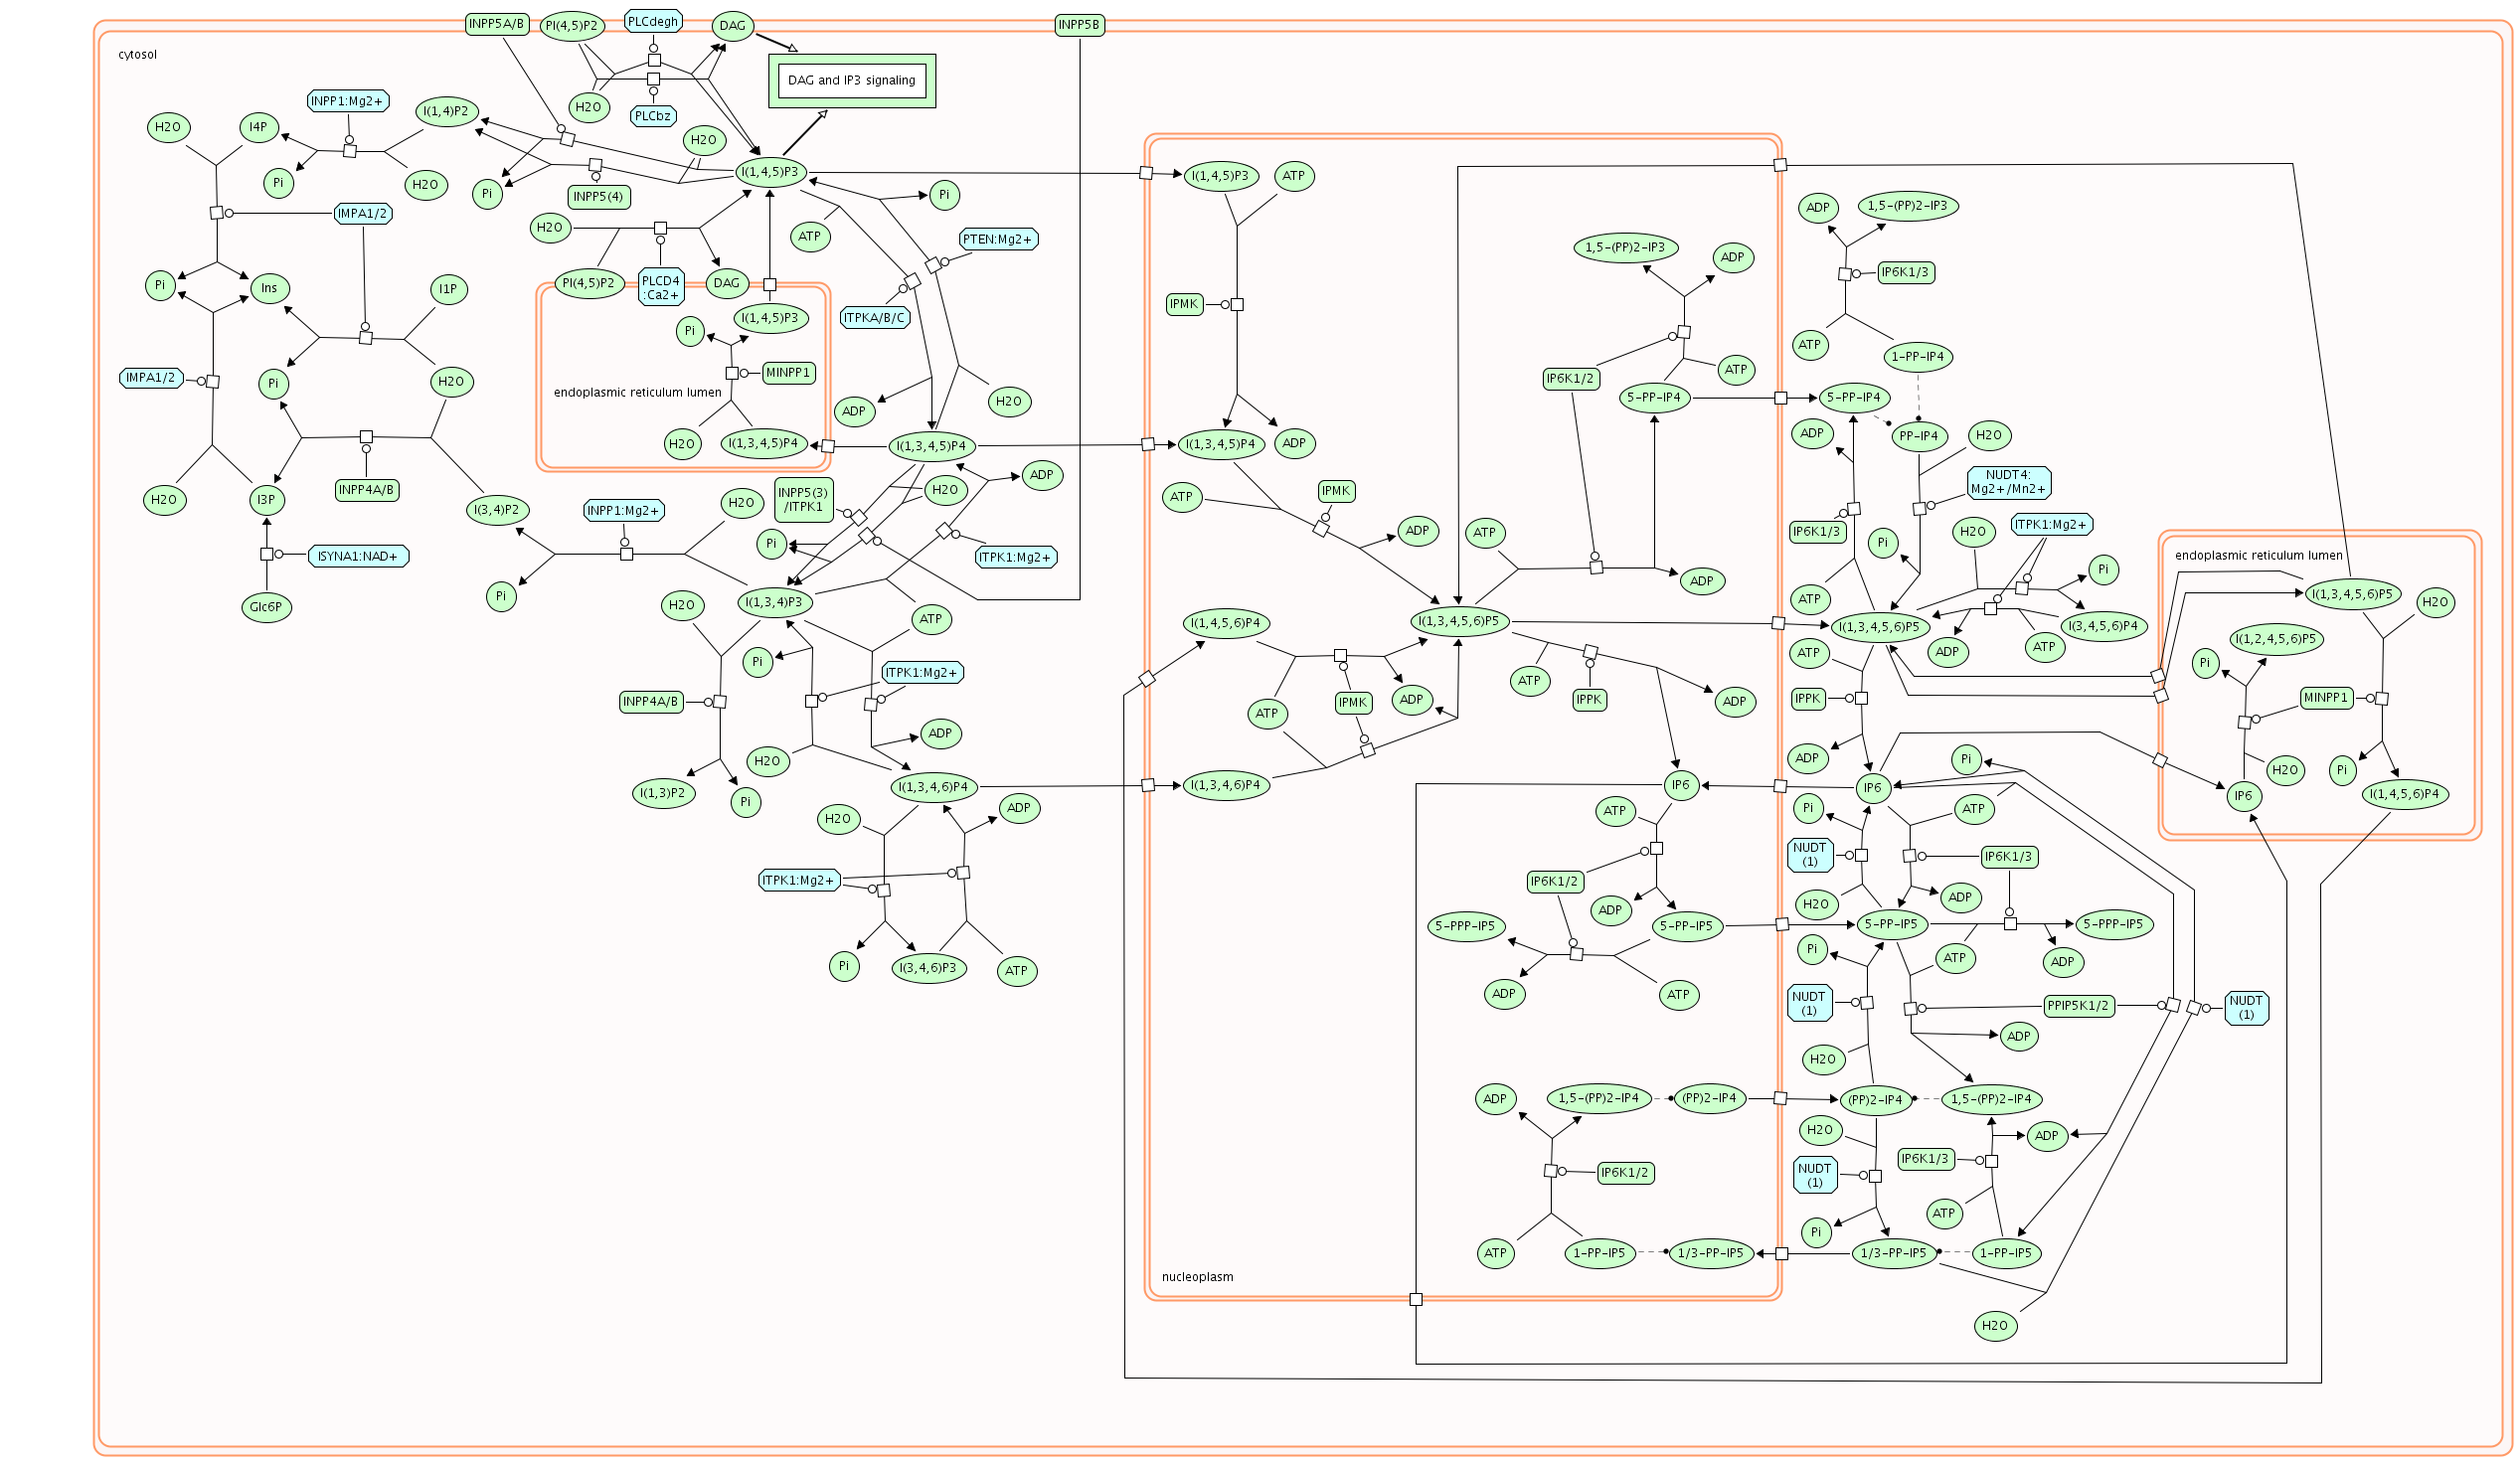 INPP5A/B
PI(4,5)P2
PLCdegh
DAG
INPP5B
cytosol
DAG and IP3 signaling
INPP1:Mg2+
I(1,4)P2
H2O
PLCbz
H2O
I4P
H2O
Pi
H2O
Pi
INPP5(4)
I(1,4,5)P3
Pi
I(1,4,5)P3
ATP
ADP
1,5-(PP)2-IP3
IMPA1/2
H2O
ATP
PTEN:Mg2+
1,5-(PP)2-IP3
ADP
IP6K1/3
Pi
Ins
I1P
PI(4,5)P2
PLCD4
:Ca2+
DAG
IPMK
I(1,4,5)P3
ITPKA/B/C
Pi
ATP
1-PP-IP4
IMPA1/2
Pi
H2O
MINPP1
endoplasmic reticulum lumen
IP6K1/2
ATP
5-PP-IP4
5-PP-IP4
ADP
H2O
H2O
I(1,3,4,5)P4
I(1,3,4,5)P4
I(1,3,4,5)P4
ADP
ADP
PP-IP4
H2O
H2O
I3P
INPP4A/B
I(3,4)P2
INPP1:Mg2+
H2O
INPP5(3)
/ITPK1
H2O
ADP
ATP
IPMK
NUDT4:
Mg2+/Mn2+
ISYNA1:NAD+
Pi
ITPK1:Mg2+
ADP
ATP
IP6K1/3
Pi
H2O
ITPK1:Mg2+
endoplasmic reticulum lumen
Glc6P
Pi
I(1,3,4)P3
H2O
ATP
ADP
ATP
Pi
I(1,3,4,5,6)P5
H2O
I(1,4,5,6)P4
I(1,3,4,5,6)P5
I(1,3,4,5,6)P5
ADP
ATP
I(3,4,5,6)P4
I(1,2,4,5,6)P5
Pi
ITPK1:Mg2+
ATP
Pi
INPP4A/B
ATP
IPMK
ADP
ATP
IPPK
ADP
IPPK
MINPP1
H2O
ADP
ADP
Pi
H2O
Pi
I(1,3)P2
Pi
I(1,3,4,6)P4
I(1,3,4,6)P4
IP6
IP6
IP6
I(1,4,5,6)P4
H2O
ADP
ATP
Pi
ATP
NUDT
(1)
IP6K1/3
ITPK1:Mg2+
IP6K1/2
ADP
H2O
ADP
5-PPP-IP5
5-PP-IP5
5-PP-IP5
5-PPP-IP5
Pi
I(3,4,6)P3
ATP
Pi
ATP
ADP
ADP
ATP
NUDT
(1)
PPIP5K1/2
NUDT
(1)
ADP
H2O
ADP
1,5-(PP)2-IP4
(PP)2-IP4
(PP)2-IP4
1,5-(PP)2-IP4
H2O
ADP
IP6K1/2
NUDT
(1)
IP6K1/3
ATP
Pi
ATP
1-PP-IP5
1/3-PP-IP5
1/3-PP-IP5
1-PP-IP5
nucleoplasm
H2O